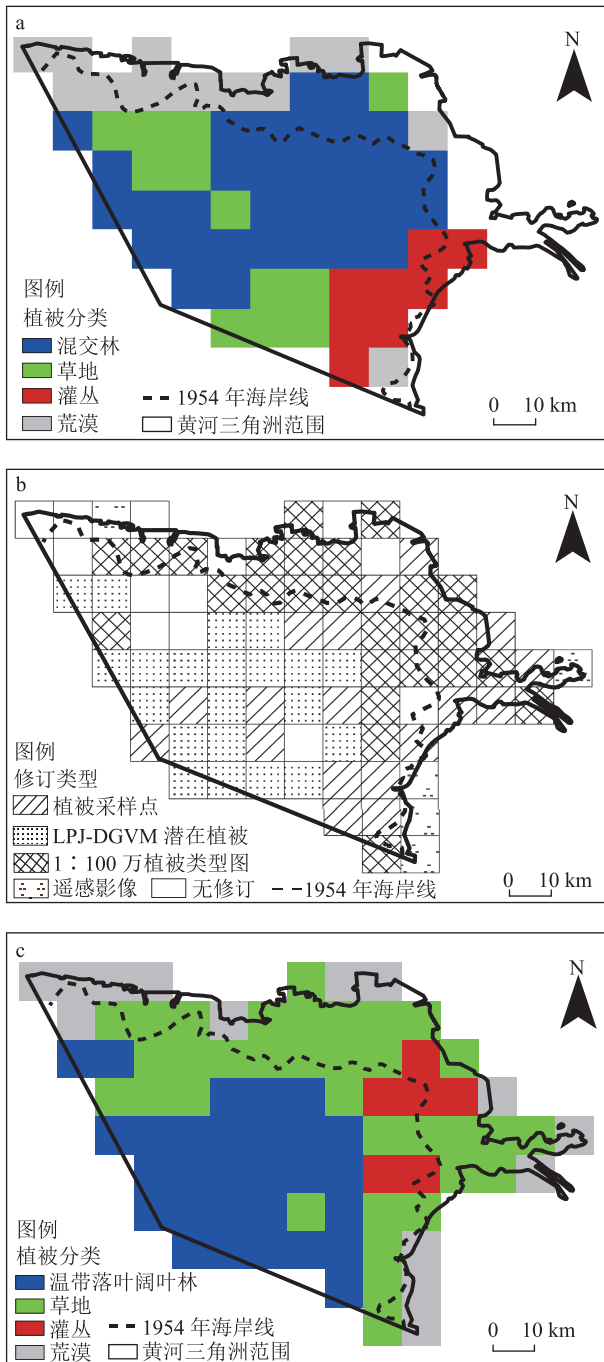 a
N
图例
植被分类
混交林
草地
灌丛
1954 年海岸线
荒漠
黄河三角洲范围
0 10 km
b
N
图例
修订类型
植被采样点
LPJ-DGVM 潜在植被
1∶100 万植被类型图
遥感影像
无修订
1954 年海岸线
0 10 km
c
N
图例
植被分类
温带落叶阔叶林
草地
灌丛
1954 年海岸线
荒漠
黄河三角洲范围
0 10 km